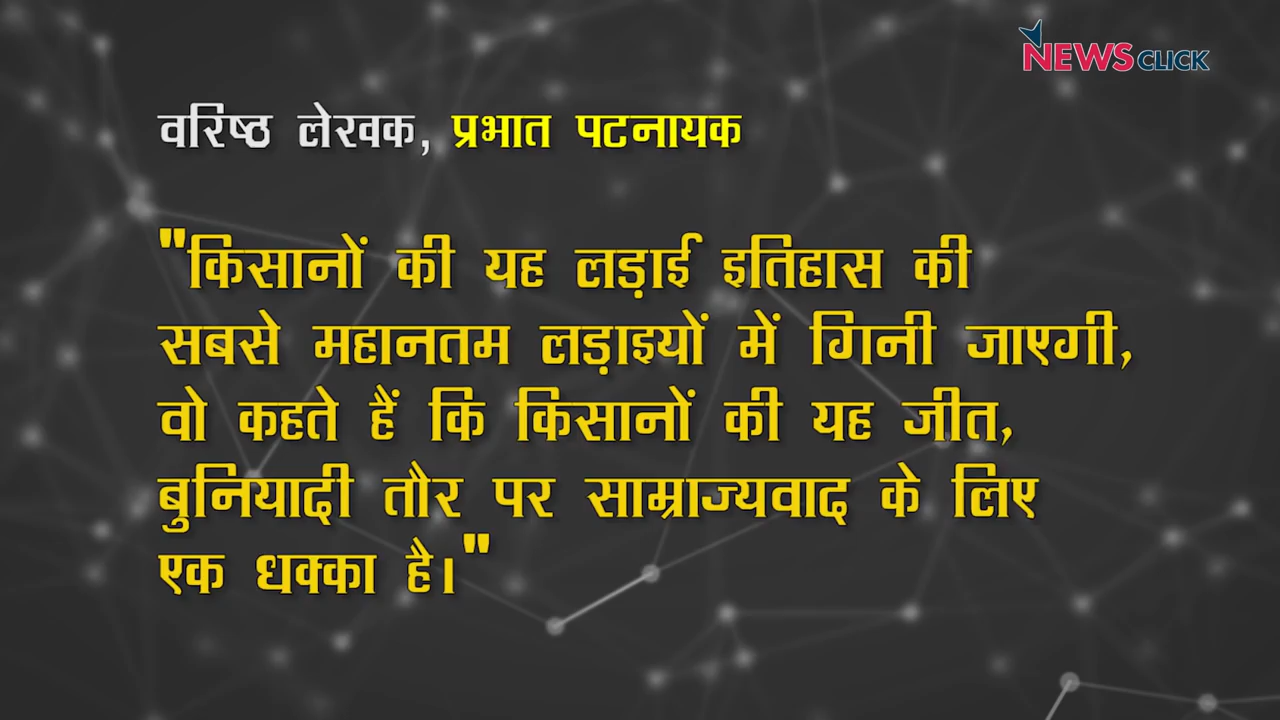 NEWSCLICK
वरिष्ठ लेखक, प्रभात पटनायक
"किसानों की यह लड़ाई इतिहास की
सबसे महानतम लड़ाइयों में गिनी जाएगी,
वो कहते हैं कि किसानों की यह जीत,
बुनियादी तौर पर साम्राज्यवाद के लिए
एक धक्का है।"